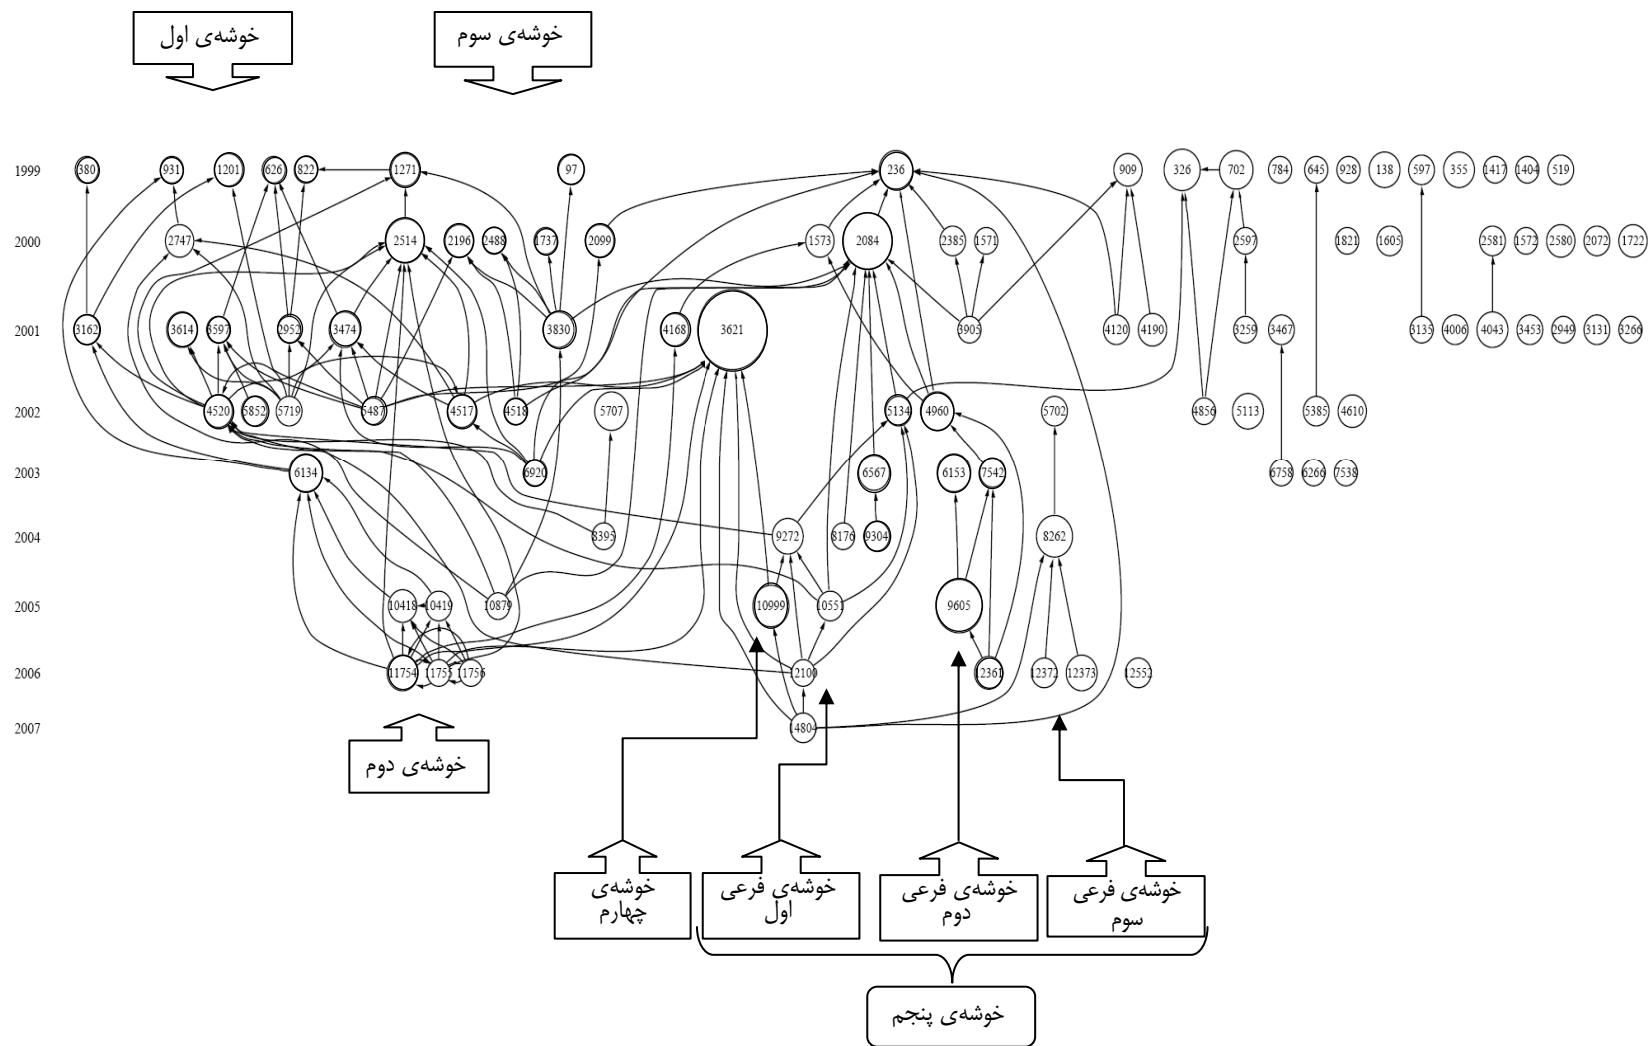 خوشه‌ی اول
خوشه‌ی سوم
1999 380 931 1201 626 822 1271 97 236 909 326 702 784 645 928 138 597 355 1417 1404 519
2000 2747 2514 2196 2488 1737 2099 1573 2084 2385 1571 2597 1821 1605 2581 1572 2580 2072 1722
2001 3162 3614 3597 2952 3474 3830 4168 3621 3905 4120 4190 3259 3467 3135 4006 4043 3453 2949 3131 3266
2002 4520 5852 5719 5487 4517 4518 5707 5134 4960 5702 4856 5113 5385 4610
2003 6134 6920 6567 6153 7542 6758 6266 7538
2004 8395 9272 8176 9304 8262
2005 10418 10419 10879 10999 10551 9605
2006 11754 11755 11756 12100 12361 12372 12373 12552
2007 14804
خوشه‌ی دوم
خوشه‌ی
چهارم
خوشه‌ی فرعی
اول
خوشه‌ی فرعی
دوم
خوشه‌ی فرعی
سوم
خوشه‌ی پنجم